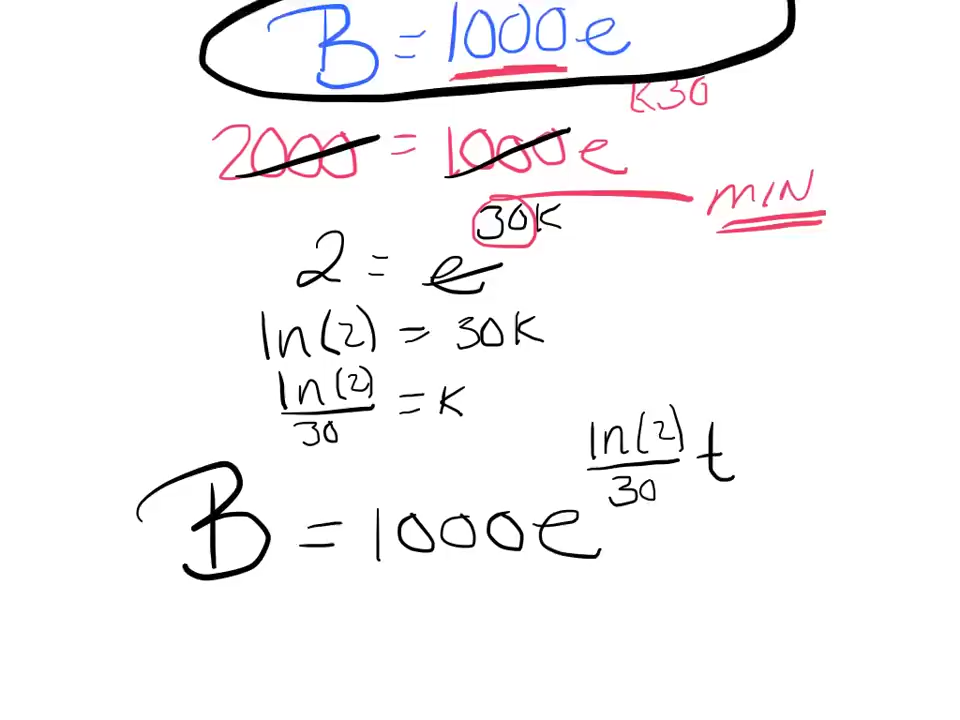 B = 1000e
2000 = 1000e^{K30}
MIN
2 = e^{30K}
ln(2) = 30K
ln(2)/30 = K
B = 1000e^{ln(2)/30 t}